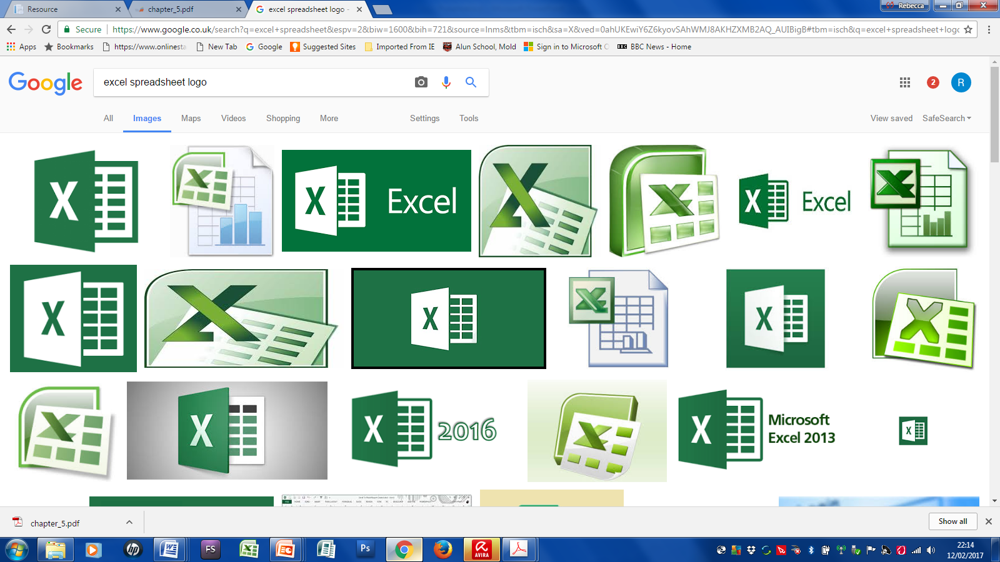 Resource
chapter_5.pdf
excel spreadsheet logo -
Rebecca
Secure
https://www.google.co.uk/search?q=excel+spreadsheet&espv=2&biw=1600&bih=721&source=lnms&tbm=isch&sa=X&ved=0ahUKEwiY6Z6kyovSAhWMJ8AKHZXMB2AQ_AUIBigB#tbm=isch&q=excel+spreadsheet+logo
Apps Bookmarks https://www.onlinesta New Tab Google Suggested Sites Imported From IE Alun School, Mold Sign in to Microsoft O BBC News - Home
Google
excel spreadsheet logo
2
R
All Images Maps Videos Shopping More Settings Tools View saved SafeSearch
X
X Excel
X Excel
X
X
X
X
X 2016
X Microsoft
Excel 2013
X
chapter_5.pdf
Show all
hp
W
FS
Ps
AVIRA
22:14
12/02/2017